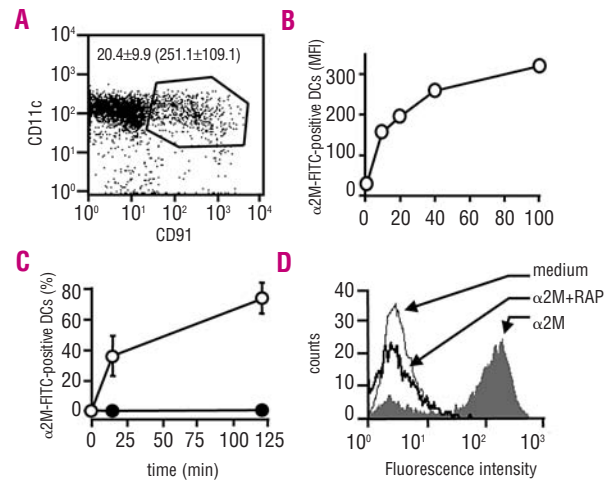 A
20.4±9.9 (251.1±109.1)
10⁴
10³
10²
10¹
10⁰
CD11c
10⁰ 10¹ 10² 10³ 10⁴
CD91
B
α2M-FITC-positive DCs (MFI)
300
200
100
0
0 20 40 60 80 100
C
α2M-FITC-positive DCs (%)
80
60
40
20
0
0 25 50 75 100 125
time (min)
D
medium
α2M+RAP
α2M
counts
40
30
20
10
0
10⁰ 10¹ 10² 10³
Fluorescence intensity